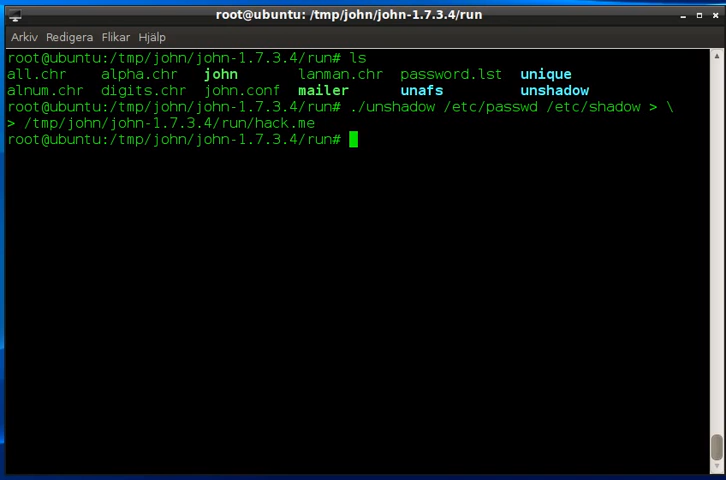 root@ubuntu: /tmp/john/john-1.7.3.4/run
Arkiv Redigera Flikar Hjälp
root@ubuntu:/tmp/john/john-1.7.3.4/run# ls
all.chr alpha.chr john lanman.chr password.lst unique
alnum.chr digits.chr john.conf mailer unafs unshadow
root@ubuntu:/tmp/john/john-1.7.3.4/run# ./unshadow /etc/passwd /etc/shadow > \
> /tmp/john/john-1.7.3.4/run/hack.me
root@ubuntu:/tmp/john/john-1.7.3.4/run#